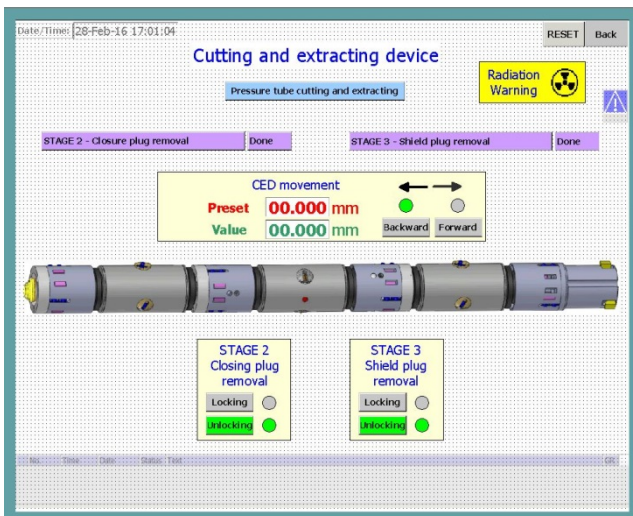 Date/Time: 28-Feb-16 17:01:04
RESET
Back
Cutting and extracting device
Pressure tube cutting and extracting
Radiation
Warning
STAGE 2 - Closure plug removal
Done
STAGE 3 - Shield plug removal
Done
CED movement
Preset 00.000 mm
Value 00.000 mm
Backward
Forward
STAGE 2
Closing plug
removal
Locking
Unlocking
STAGE 3
Shield plug
removal
Locking
Unlocking
No. Time Date Status Text GR